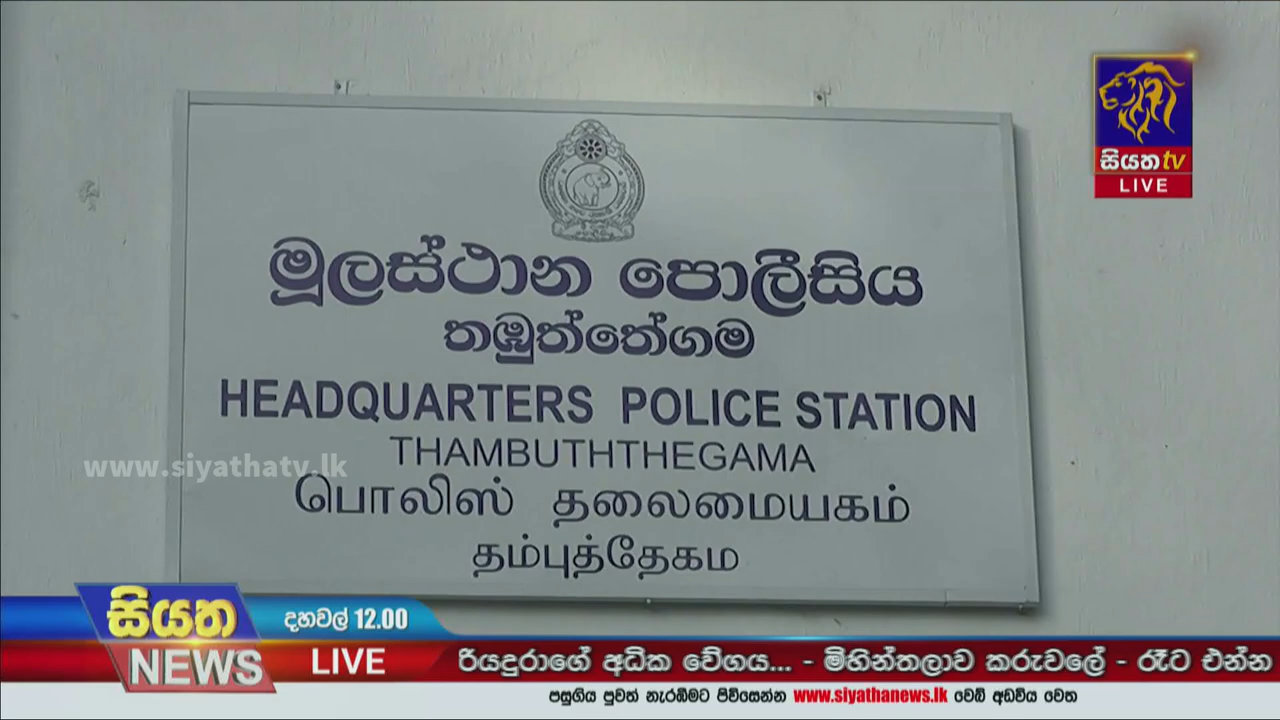 සියත tv
LIVE
මූලස්ථාන පොලීසිය
තඹුත්තේගම
HEADQUARTERS POLICE STATION
THAMBUTHTHEGAMA
www.siyathatv.lk
பொலிஸ் தலைமையகம்
தம்புத்தேகம
සියත
NEWS
දහවල් 12.00
LIVE
රියදුරාගේ අධික වේගය... - මිහින්තලාව කරුවලේ - රෑට එන්න
පසුගිය පුවත් නැරඹීමට පිවිසෙන්න www.siyathanews.lk වෙබ් අඩවිය වෙත